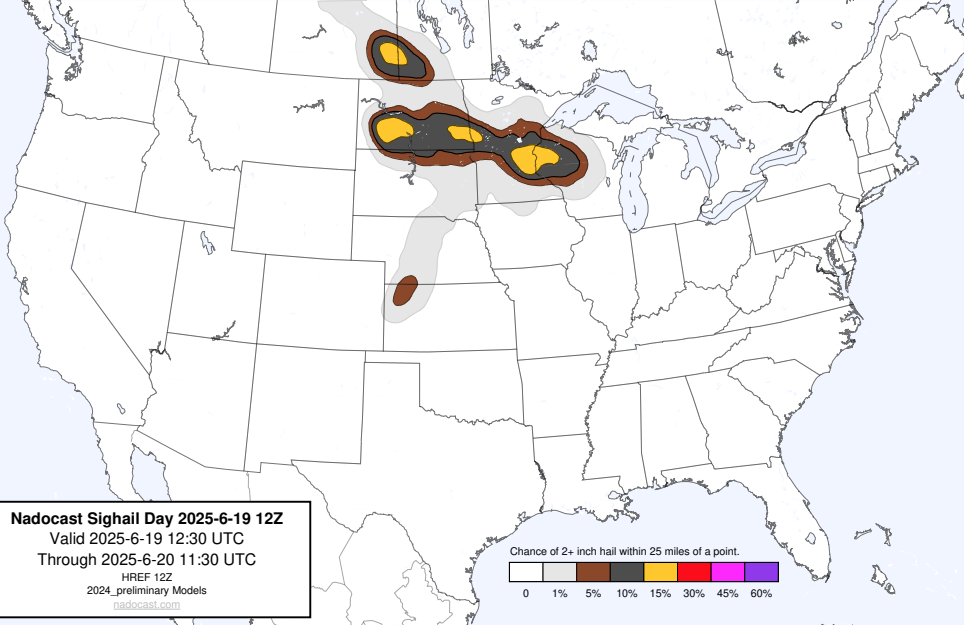 Nadocast Sighail Day 2025-6-19 12Z
Valid 2025-6-19 12:30 UTC
Through 2025-6-20 11:30 UTC
HREF 12Z
2024_preliminary Models
nadocast.com
Chance of 2+ inch hail within 25 miles of a point.
0 1% 5% 10% 15% 30% 45% 60%